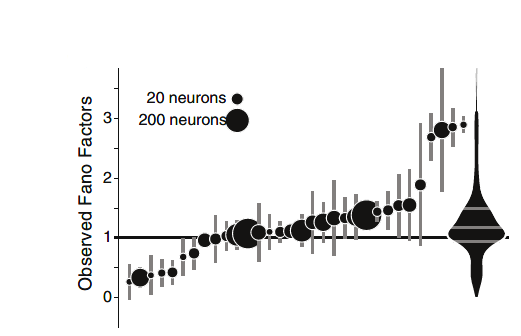 20 neurons
200 neurons
Observed Fano Factors
3
2
1
0